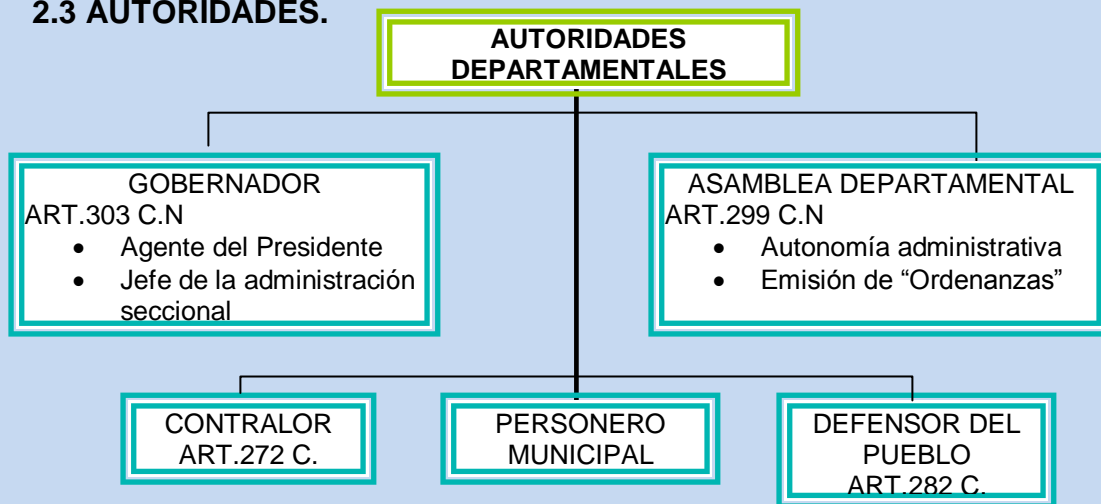 2.3 AUTORIDADES.
AUTORIDADES
DEPARTAMENTALES
GOBERNADOR
ART.303 C.N
• Agente del Presidente
• Jefe de la administración
seccional
ASAMBLEA DEPARTAMENTAL
ART.299 C.N
• Autonomía administrativa
• Emisión de “Ordenanzas”
CONTRALOR
ART.272 C.
PERSONERO
MUNICIPAL
DEFENSOR DEL
PUEBLO
ART.282 C.